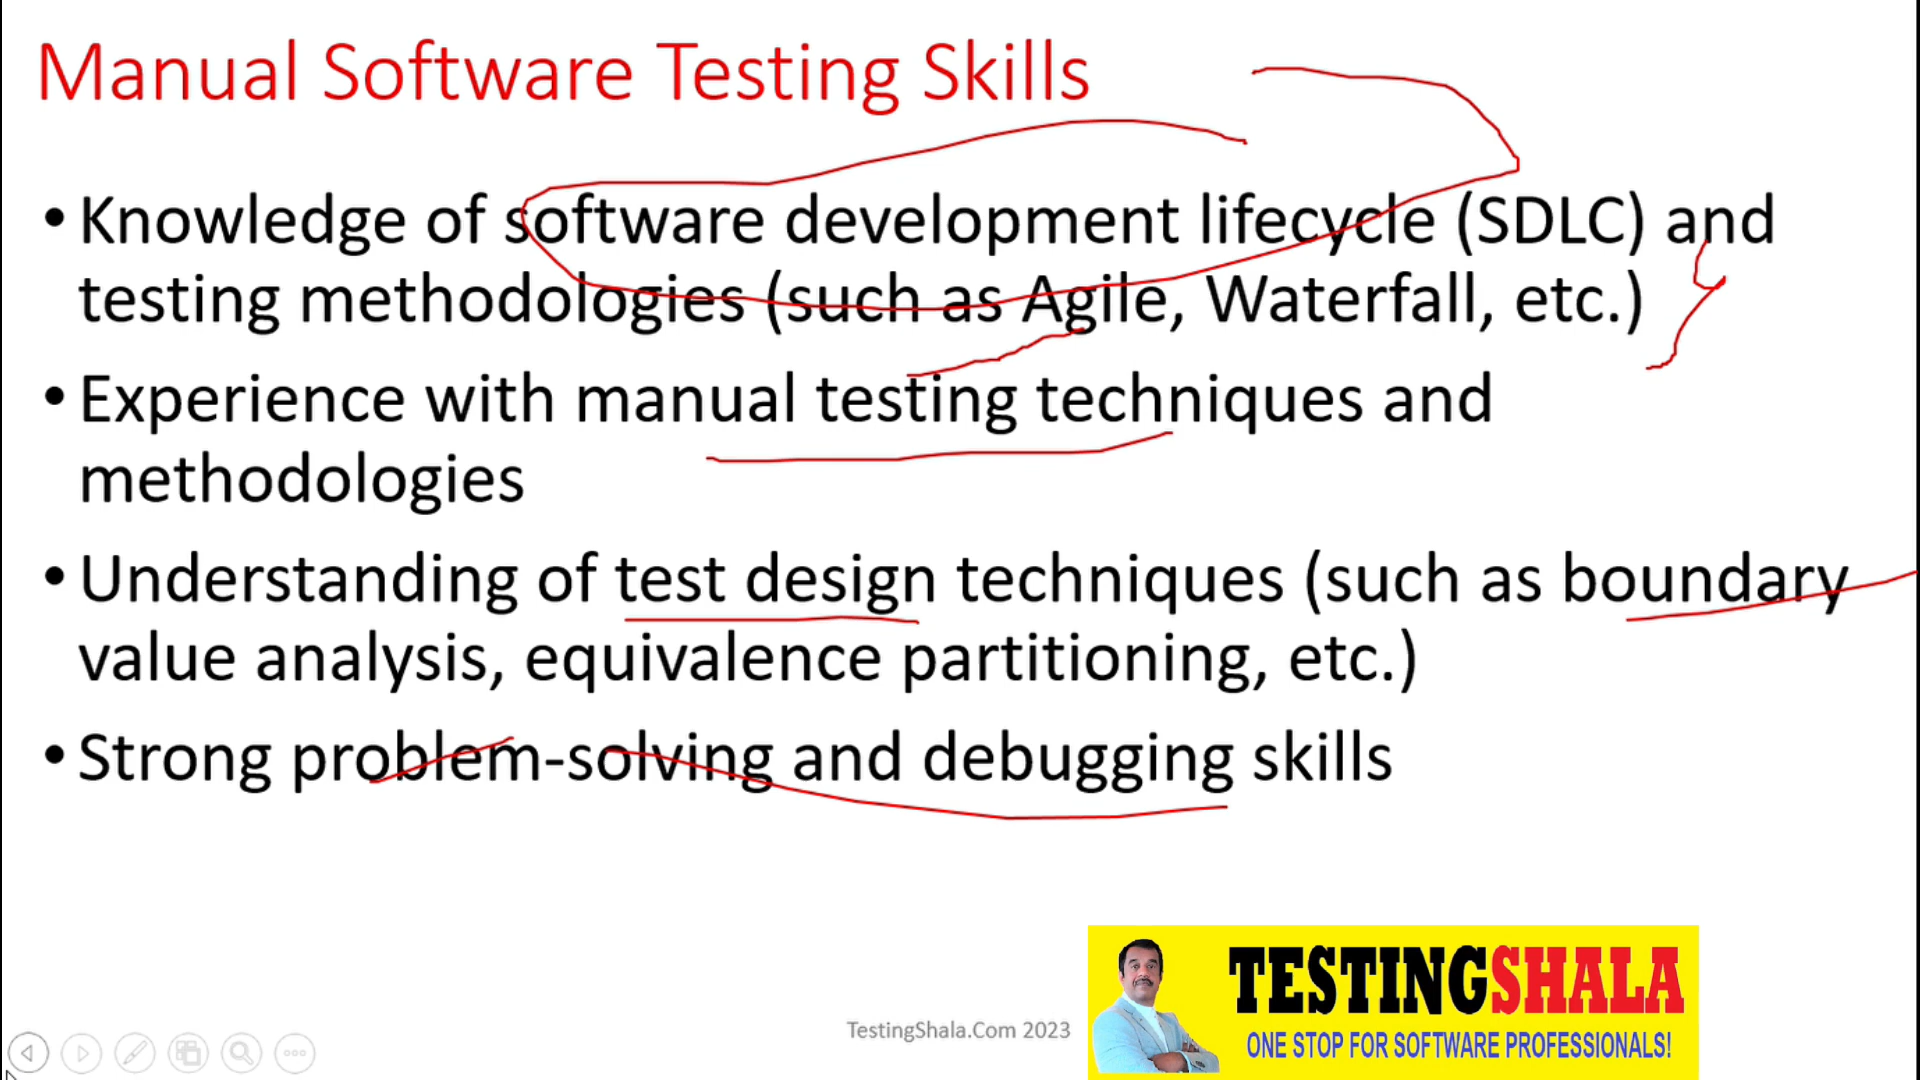 Manual Software Testing Skills
• Knowledge of software development lifecycle (SDLC) and
testing methodologies (such as Agile, Waterfall, etc.)
• Experience with manual testing techniques and
methodologies
• Understanding of test design techniques (such as boundary
value analysis, equivalence partitioning, etc.)
• Strong problem-solving and debugging skills
TestingShala.Com 2023
TESTINGSHALA
ONE STOP FOR SOFTWARE PROFESSIONALS!